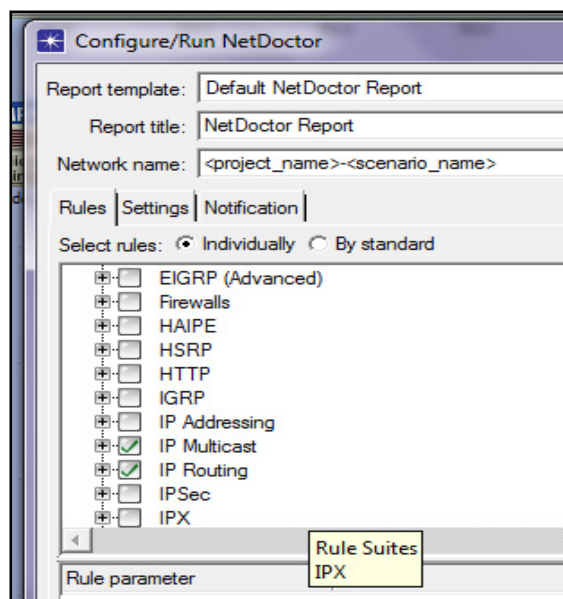 Configure/Run NetDoctor
Report template: Default NetDoctor Report
Report title: NetDoctor Report
Network name: <project_name>-<scenario_name>
Rules Settings Notification
Select rules: Individually By standard
EIGRP (Advanced)
Firewalls
HAIPE
HSRP
HTTP
IGRP
IP Addressing
IP Multicast
IP Routing
IPSec
IPX
Rule Suites
IPX
Rule parameter